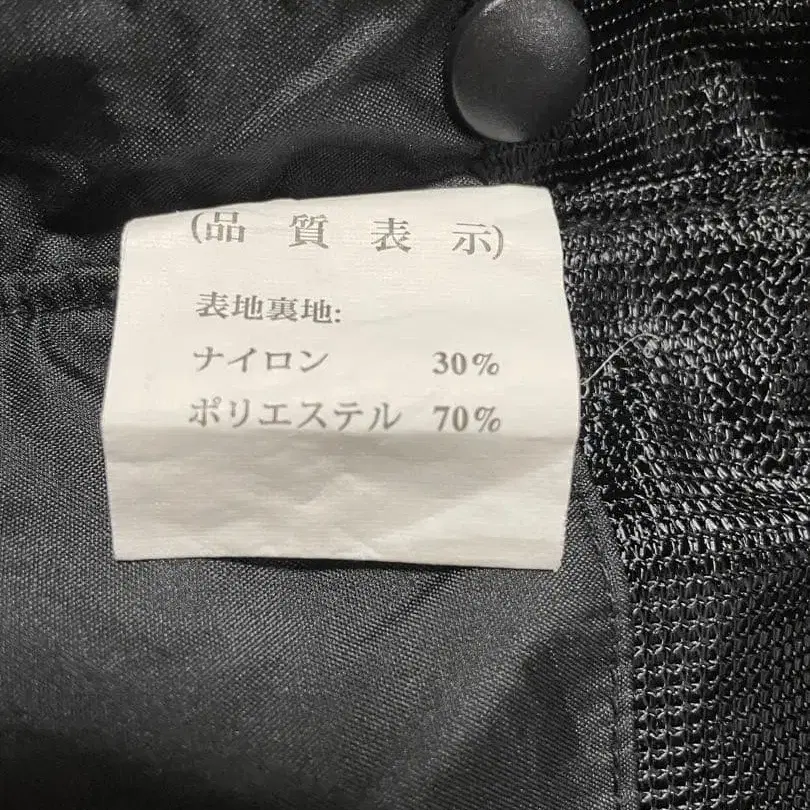 (品 質 表 示)
表地裏地:
ナイロン 30%
ポリエステル 70%